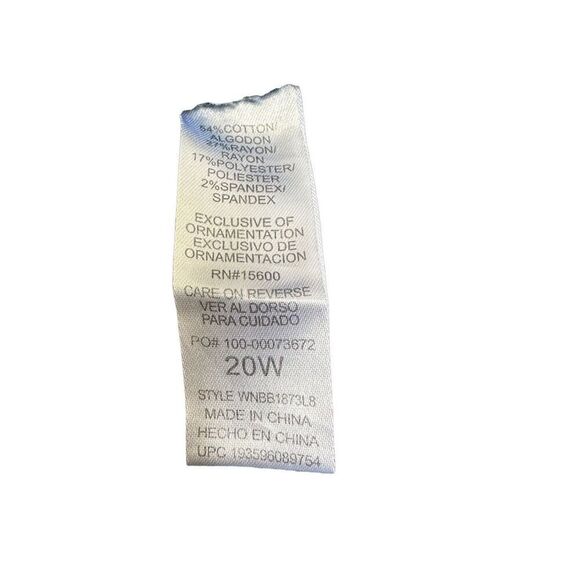 54%COTTON/
ALGODON
27%RAYON/
RAYON
17%POLYESTER/
POLIESTER
2%SPANDEX/
SPANDEX
EXCLUSIVE OF
ORNAMENTATION
EXCLUSIVO DE
ORNAMENTACION
RN#15600
CARE ON REVERSE
VER AL DORSO
PARA CUIDADO
PO# 100-00073672
20W
STYLE WNBB1873L8
MADE IN CHINA
HECHO EN CHINA
UPC 193596089754